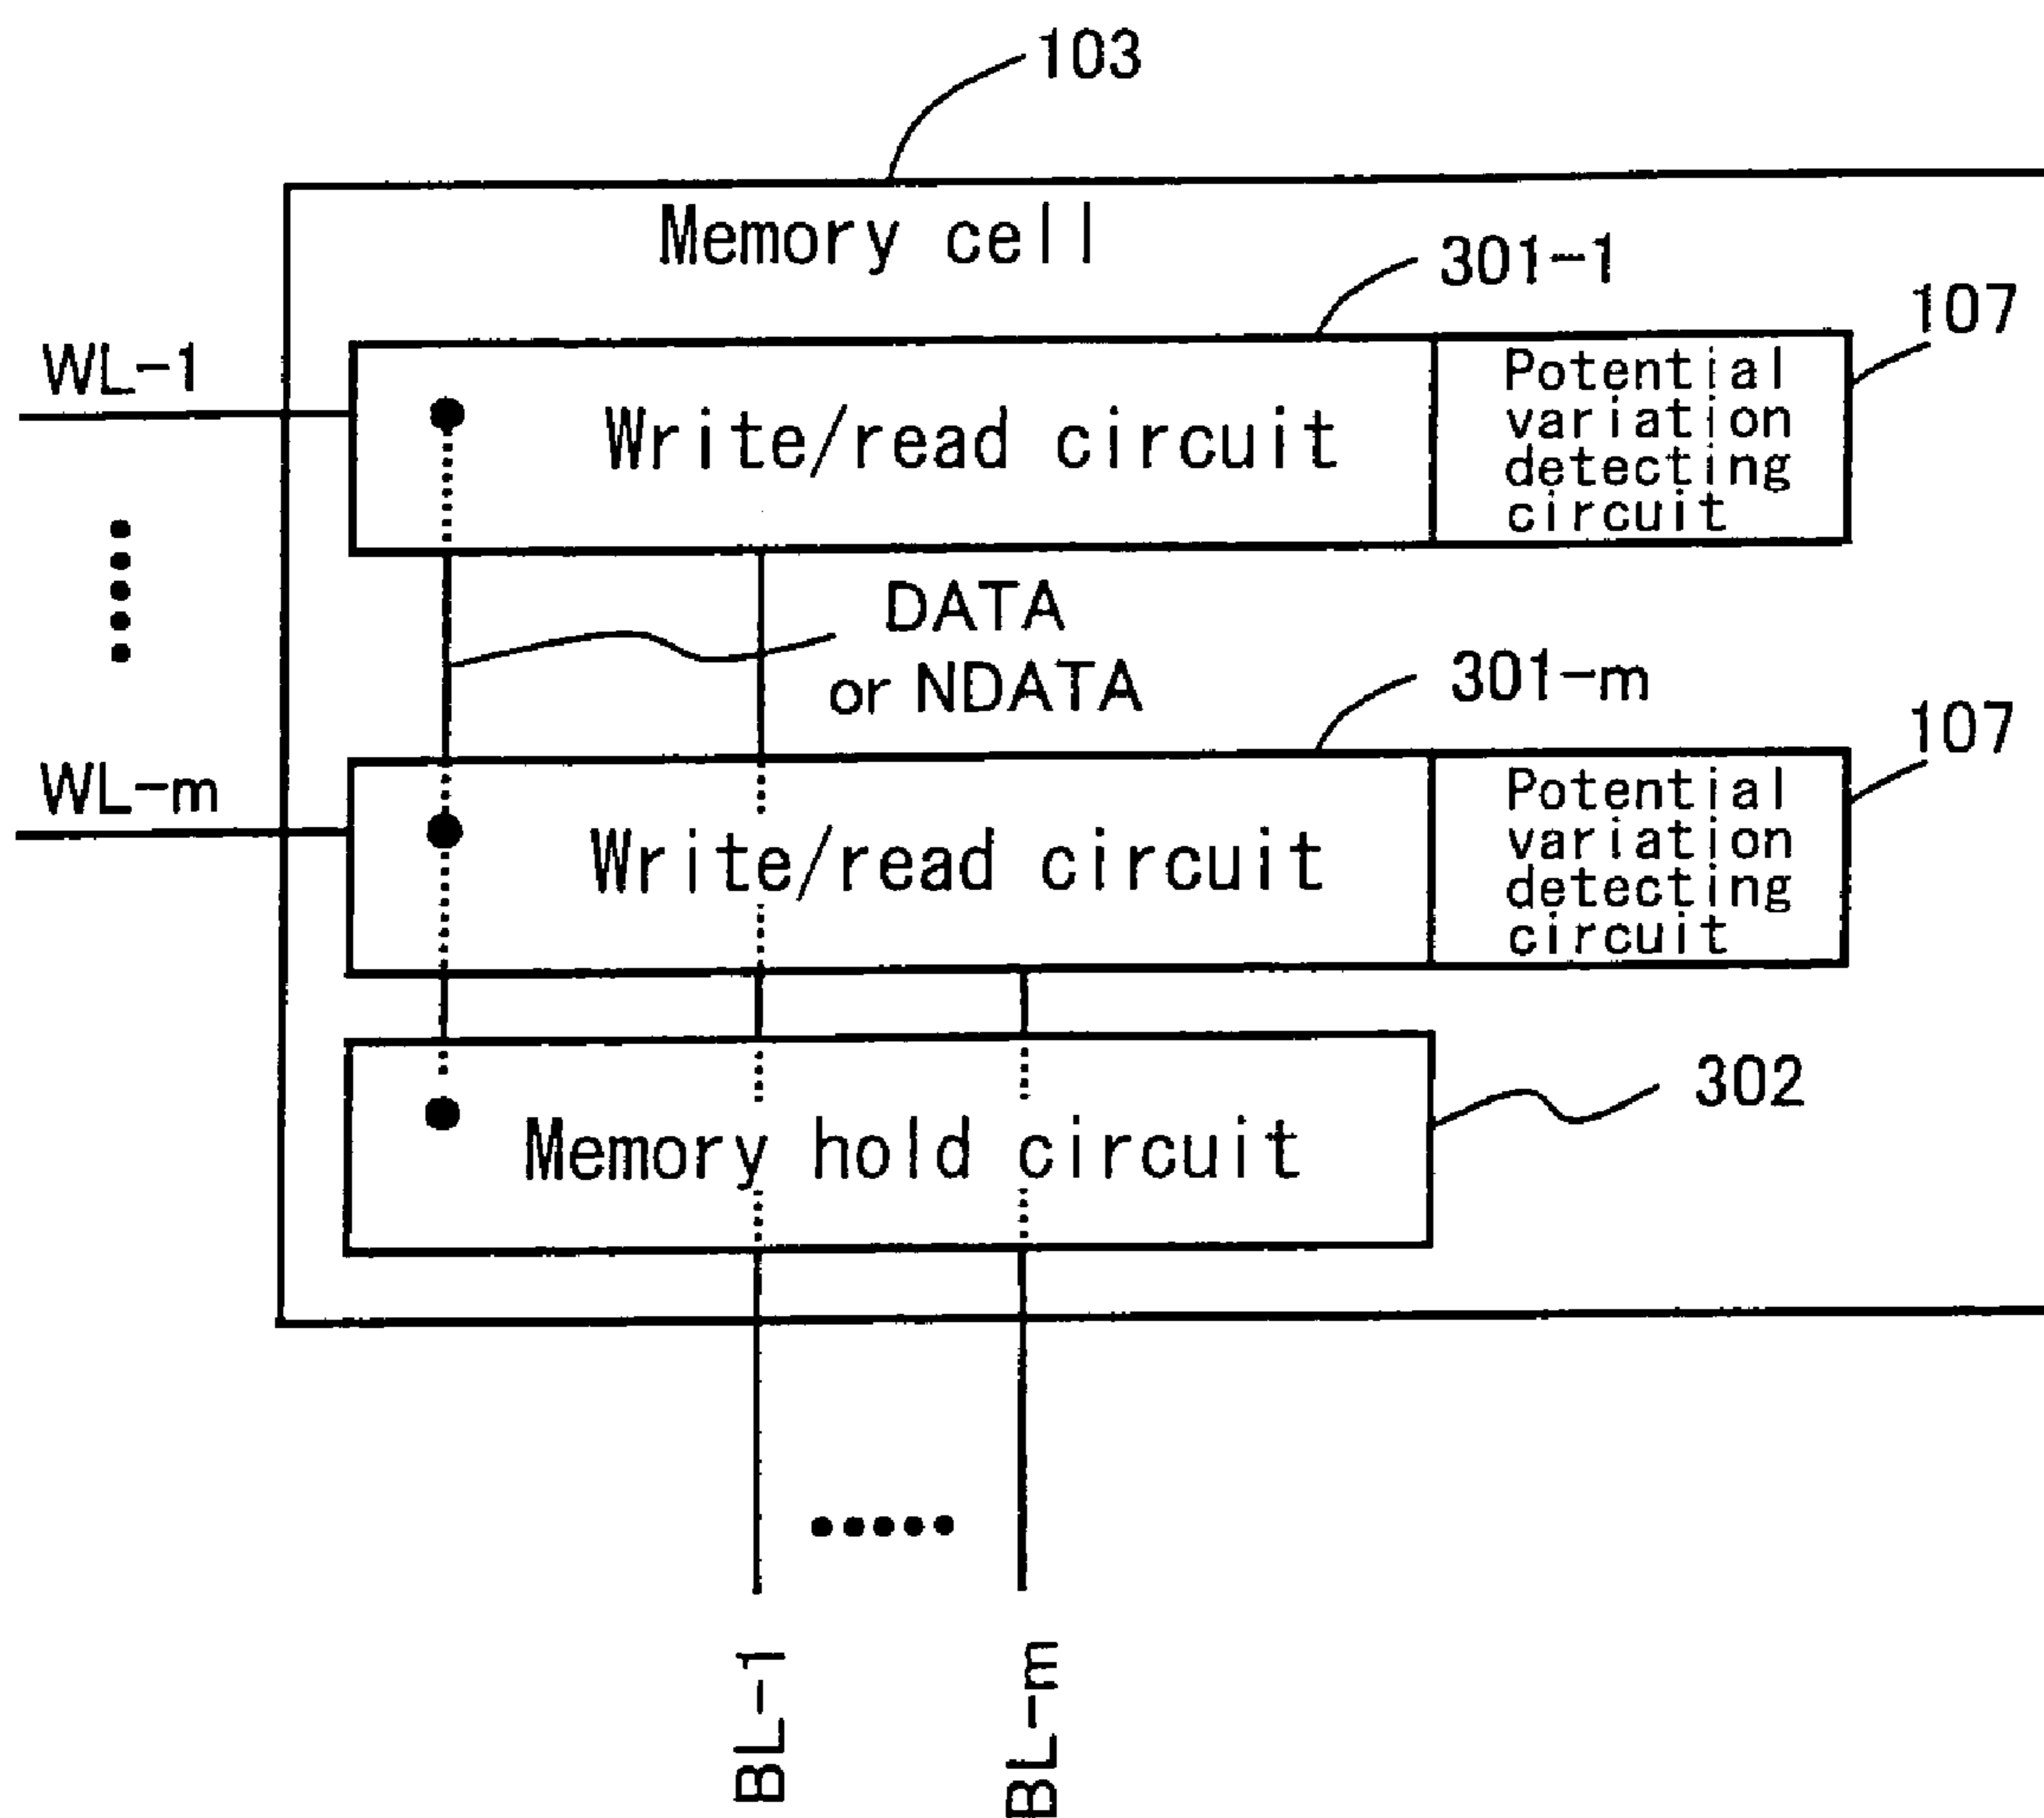 103
Memory cell
301-1
107
WL-1
Write/read circuit
Potential
variation
detecting
circuit
DATA
or NDATA
301-m
107
WL-m
Write/read circuit
Potential
variation
detecting
circuit
302
Memory hold circuit
BL-1
BL-m